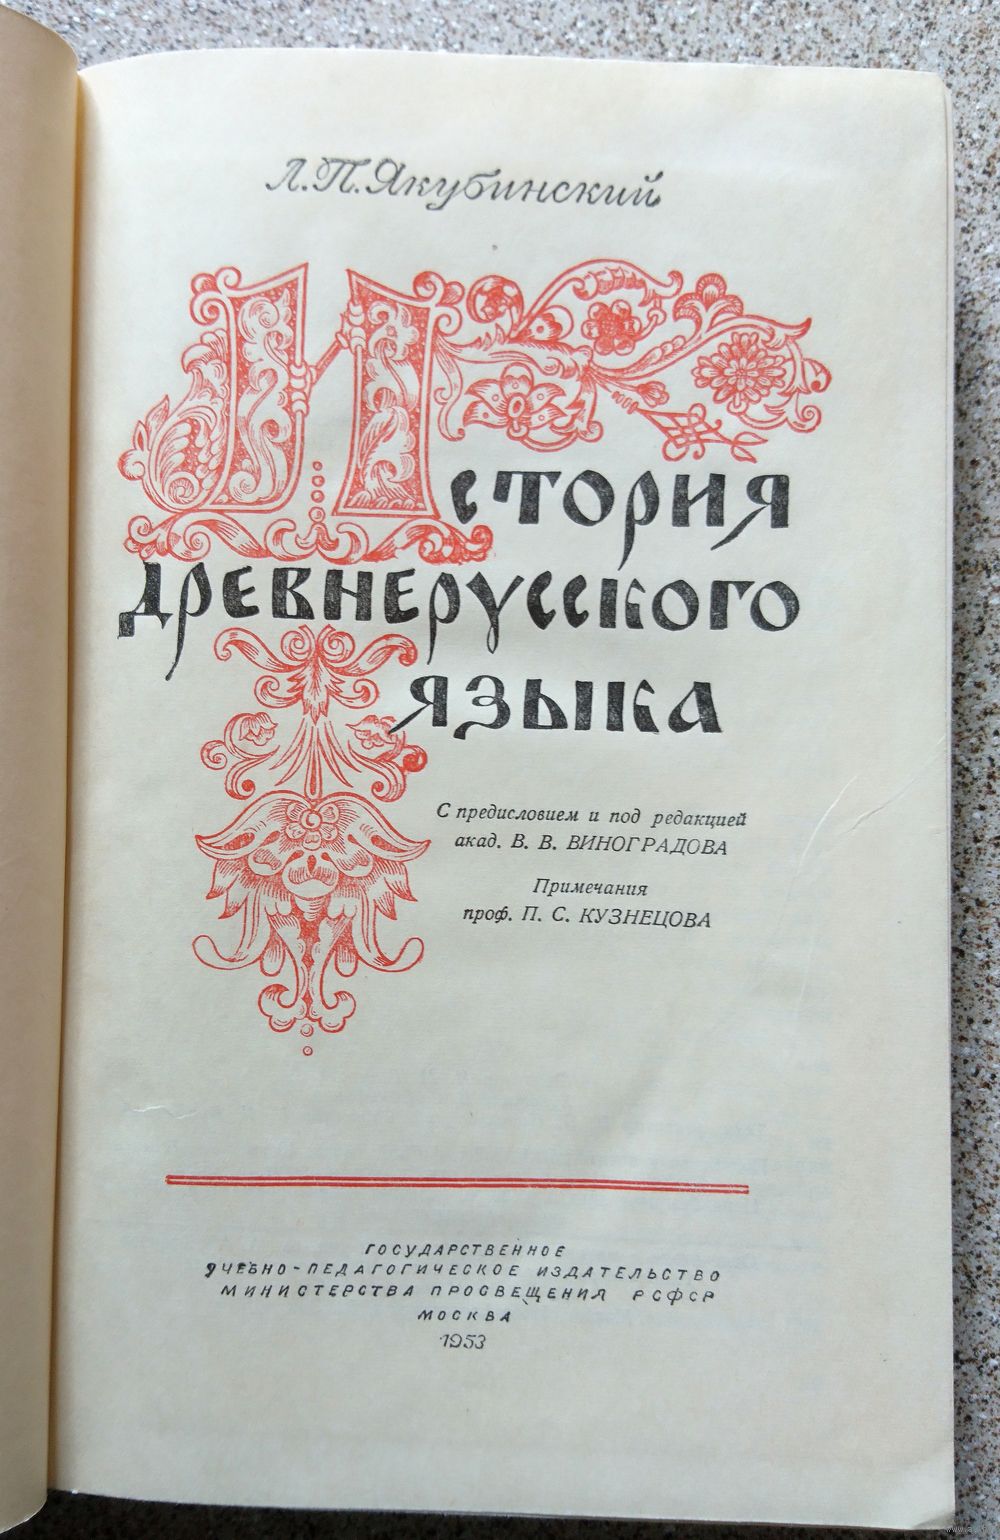 Л.П.Якубинский
История
древнерусского
языка
С предисловием и под редакцией
акад. В. В. ВИНОГРАДОВА
Примечания
проф. П. С. КУЗНЕЦОВА
ГОСУДАРСТВЕННОЕ
УЧЕБНО-ПЕДАГОГИЧЕСКОЕ ИЗДАТЕЛЬСТВО
МИНИСТЕРСТВА ПРОСВЕЩЕНИЯ РСФСР
МОСКВА
1953